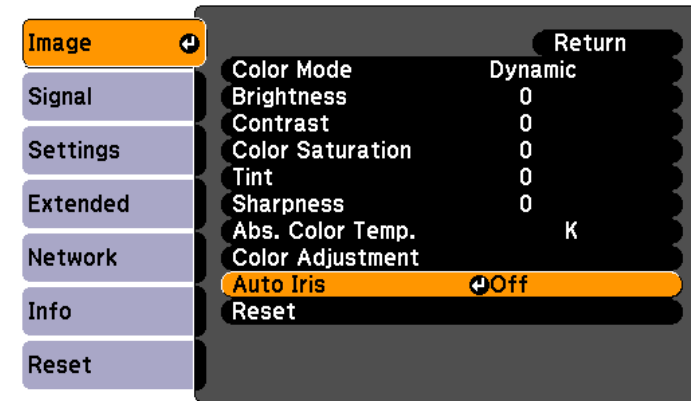 Image
Signal
Settings
Extended
Network
Info
Reset
Return
Color Mode Dynamic
Brightness 0
Contrast 0
Color Saturation 0
Tint 0
Sharpness 0
Abs. Color Temp. K
Color Adjustment
Auto Iris Off
Reset